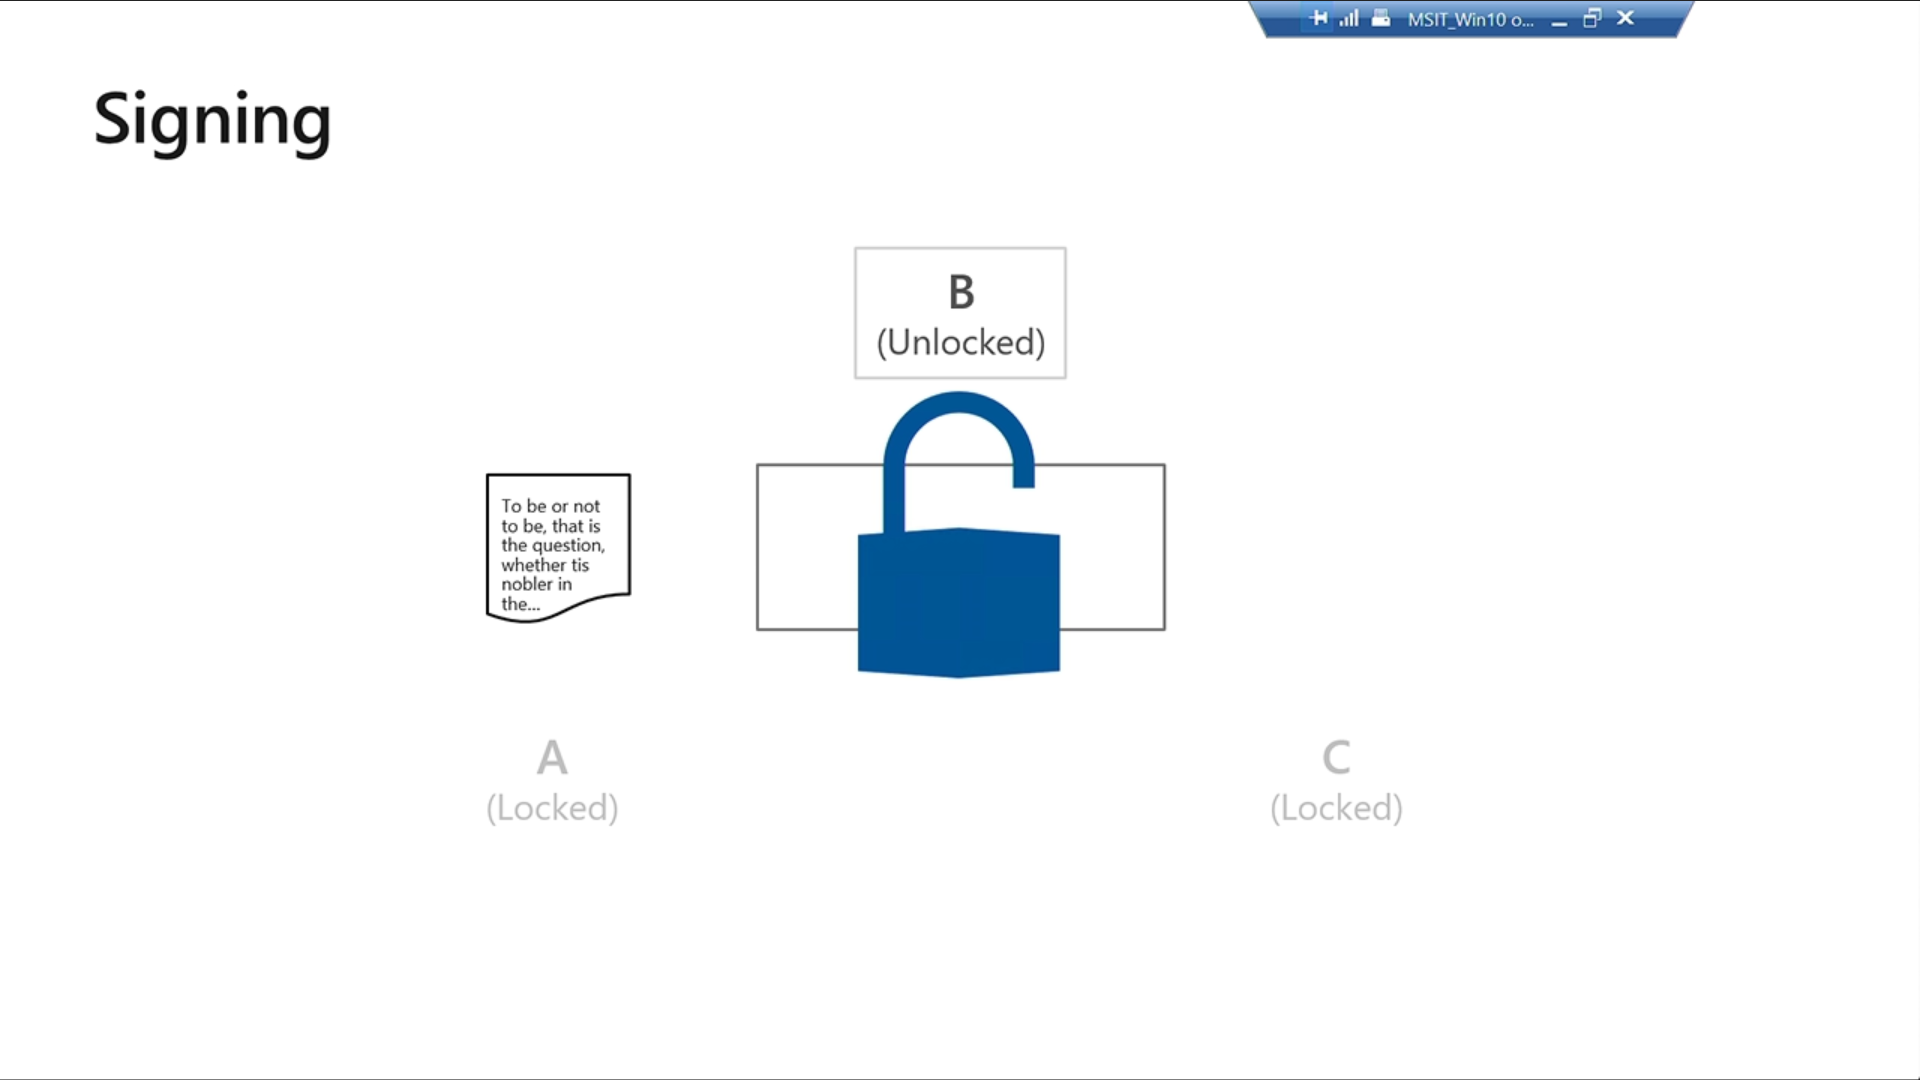 MSIT_Win10 o...
Signing
B
(Unlocked)
To be or not
to be, that is
the question,
whether tis
nobler in
the...
A
(Locked)
C
(Locked)